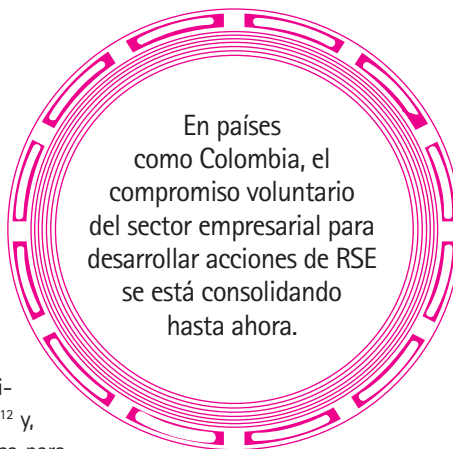 En países
como Colombia, el
compromiso voluntario
del sector empresarial para
desarrollar acciones de RSE
se está consolidando
hasta ahora.
i-
12 y,